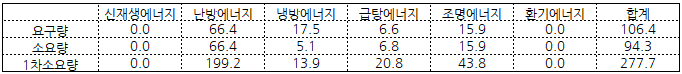 신재생에너지 난방에너지 냉방에너지 급탕에너지 조명에너지 환기에너지 합계
요구량 0.0 66.4 17.5 6.6 15.9 0.0 106.4
소요량 0.0 66.4 5.1 6.8 15.9 0.0 94.3
1차소요량 0.0 199.2 13.9 20.8 43.8 0.0 277.7